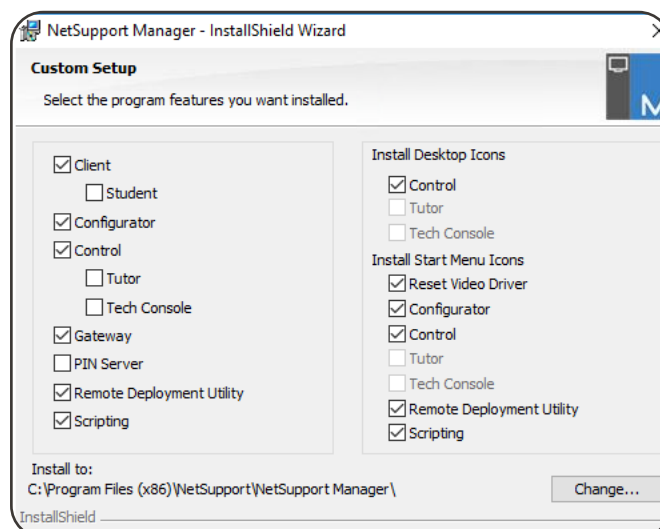 NetSupport Manager - InstallShield Wizard
Custom Setup
Select the program features you want installed.
M
Client
Student
Configurator
Control
Tutor
Tech Console
Gateway
PIN Server
Remote Deployment Utility
Scripting
Install Desktop Icons
Control
Tutor
Tech Console
Install Start Menu Icons
Reset Video Driver
Configurator
Control
Tutor
Tech Console
Remote Deployment Utility
Scripting
Install to:
C:\Program Files (x86)\NetSupport\NetSupport Manager\
Change...
InstallShield